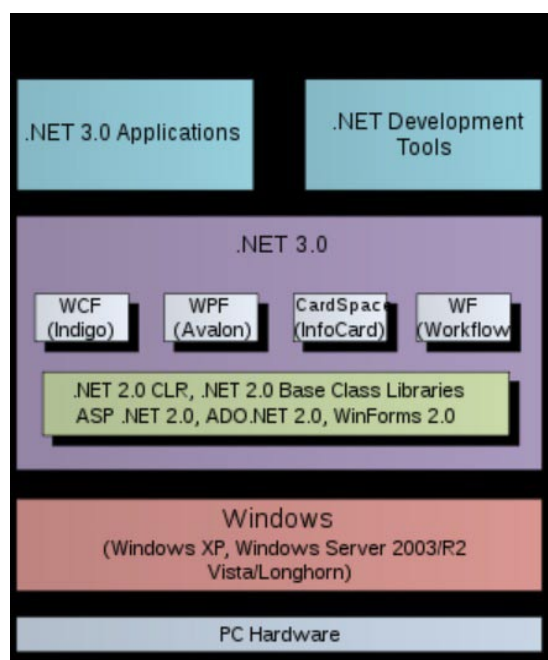 .NET 3.0 Applications
.NET Development
Tools
.NET 3.0
WCF
(Indigo)
WPF
(Avalon)
CardSpace
(InfoCard)
WF
(Workflow
.NET 2.0 CLR, .NET 2.0 Base Class Libraries
ASP .NET 2.0, ADO.NET 2.0, WinForms 2.0
Windows
(Windows XP, Windows Server 2003/R2
Vista/Longhorn)
PC Hardware